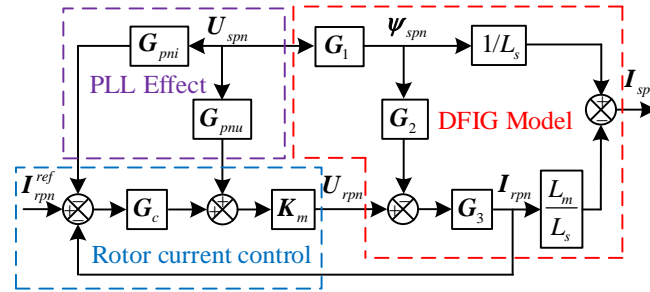 G_pni
U_spn
G_1
ψ_spn
1/L_s
PLL Effect
I_sp
G_pnu
G_2
DFIG Model
I_rpn^ref
G_c
K_m
U_rpn
G_3
I_rpn
L_m
L_s
Rotor current control